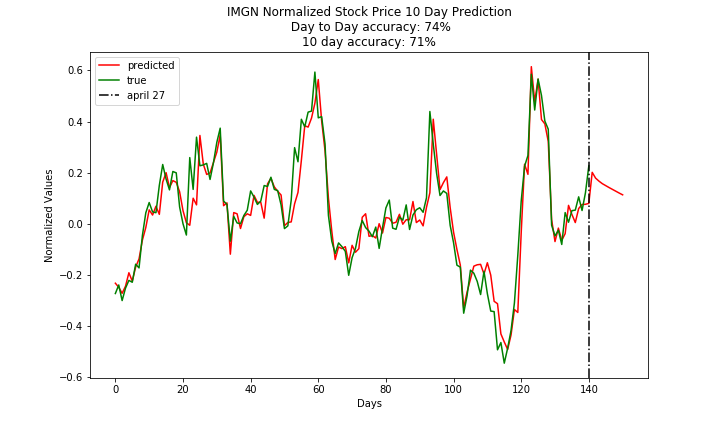 IMGN Normalized Stock Price 10 Day Prediction
Day to Day accuracy: 74%
10 day accuracy: 71%
predicted
true
april 27
Normalized Values
0.6
0.4
0.2
0.0
−0.2
−0.4
−0.6
0 20 40 60 80 100 120 140
Days